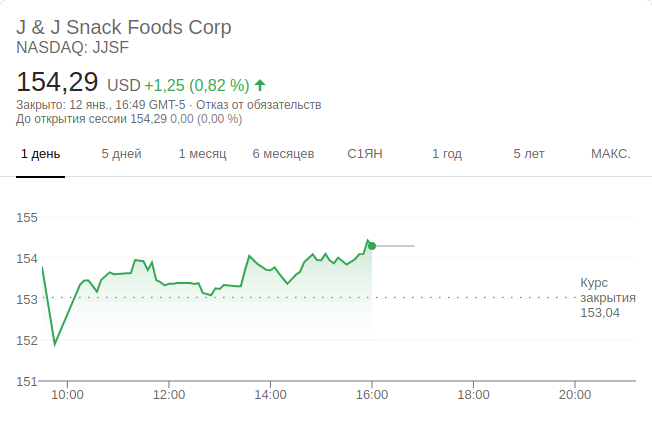 J & J Snack Foods Corp
NASDAQ: JJSF
154,29 USD +1,25 (0,82 %)
Закрыто: 12 янв., 16:49 GMT-5 · Отказ от обязательств
До открытия сессии 154,29 0,00 (0,00 %)
1 день 5 дней 1 месяц 6 месяцев С1ЯН 1 год 5 лет МАКС.
155
154
153
152
151
Курс
закрытия
153,04
10:00 12:00 14:00 16:00 18:00 20:00